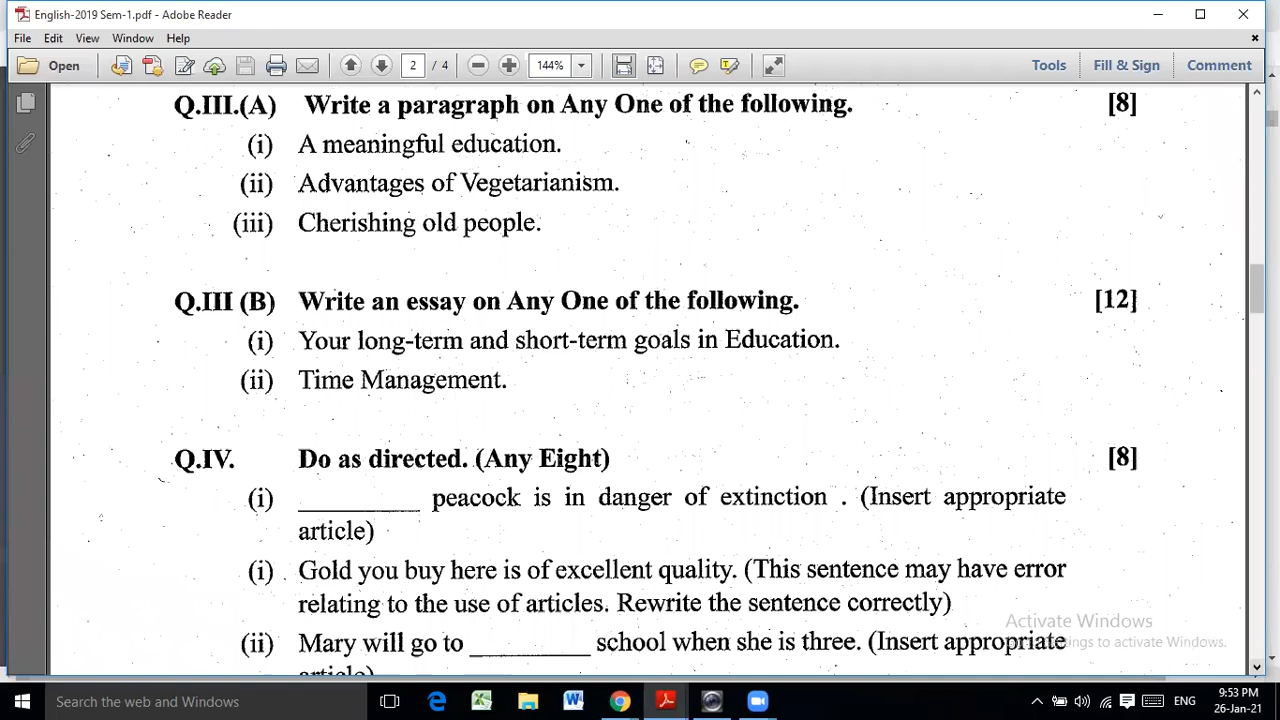 English-2019 Sem-1.pdf - Adobe Reader
File Edit View Window Help
Open 2 / 4 144% Tools Fill & Sign Comment
Q.III.(A) Write a paragraph on Any One of the following. [8]
(i) A meaningful education.
(ii) Advantages of Vegetarianism.
(iii) Cherishing old people.
Q.III (B) Write an essay on Any One of the following. [12]
(i) Your long-term and short-term goals in Education.
(ii) Time Management.
Q.IV. Do as directed. (Any Eight) [8]
(i) ________ peacock is in danger of extinction . (Insert appropriate
article)
(i) Gold you buy here is of excellent quality. (This sentence may have error
relating to the use of articles. Rewrite the sentence correctly)
Activate Windows
(ii) Mary will go to ________ school when she is three. (Insert appropriate
to activate Windows.
article)
Search the web and Windows
ENG
9:53 PM
26-Jan-21